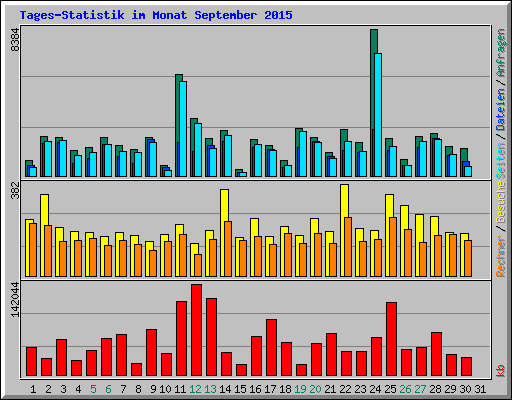 Tages-Statistik im Monat September 2015
8384
382
142044
Rechner / Besuche Seiten / Dateien / Anfragen
kb
1 2 3 4 5 6 7 8 9 10 11 12 13 14 15 16 17 18 19 20 21 22 23 24 25 26 27 28 29 30 31